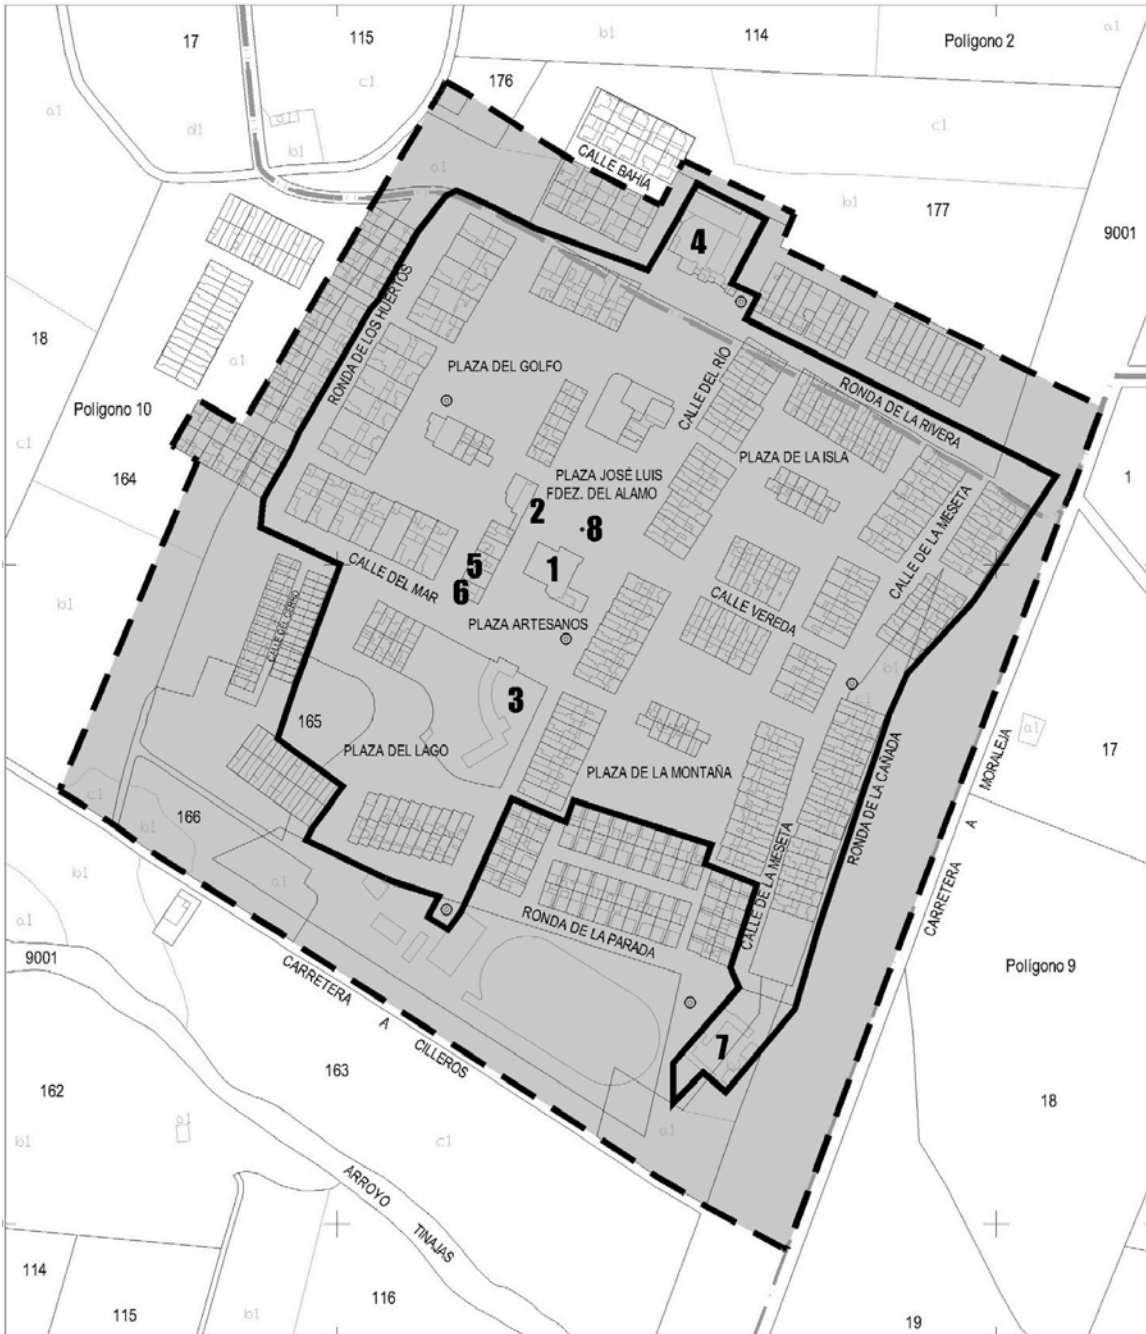 17
115
b1
114
Polígono 2
a1
176
c1
a1
c1
a1
d1
b1
a1
CALLE BAHÍA
b1
177
4
9001
RONDA DE LOS HUERTOS
18
a1
PLAZA DEL GOLFO
CALLE DEL RÍO
RONDA DE LA RIVERA
Polígono 10
c1
PLAZA DE LA ISLA
164
PLAZA JOSÉ LUIS
FDEZ. DEL ALAMO
1
2
8
CALLE DE LA MESETA
5
1
CALLE DEL MAR
6
b1
CALLE VEREDA
PLAZA ARTESANOS
CALLE DEL CERRO
b1
3
165
PLAZA DEL LAGO
PLAZA DE LA MONTAÑA
a1
17
MORALEJA
RONDA DE LA CAÑADA
c1
166
b1
A
CALLE DE LA MESETA
b1
a1
a1
RONDA DE LA PARADA
CARRETERA
9001
CARRETERA
A
CILLEROS
Polígono 9
7
162
163
18
a1
b1
c1
a1
ARROYO
TINAJAS
114
115
b1
116
19